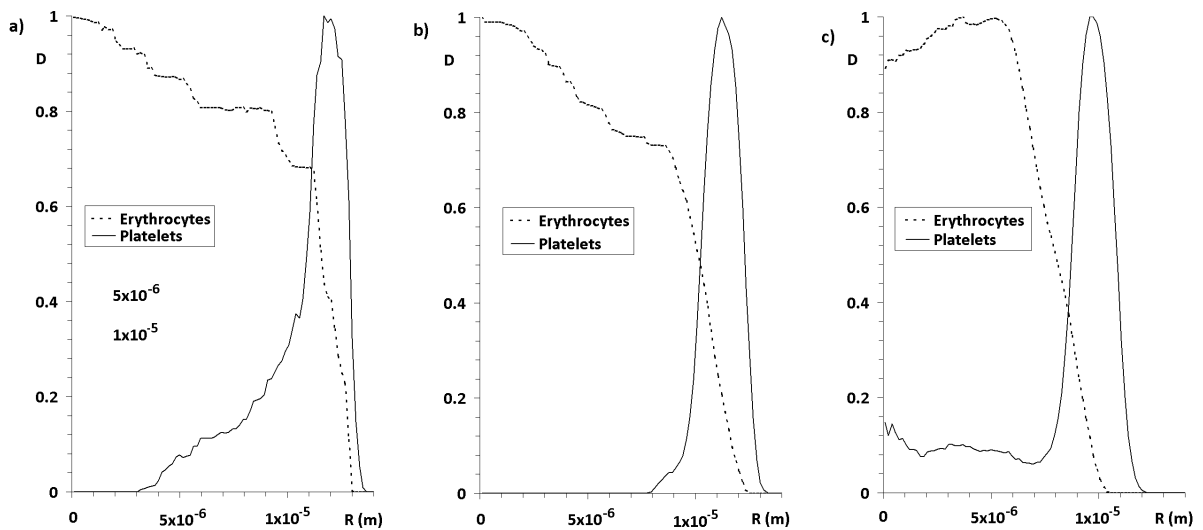 a)
D
1
0.8
0.6
0.4
0.2
0
Erythrocytes
Platelets
5x10⁻⁶
1x10⁻⁵
0 5x10⁻⁶ 1x10⁻⁵ R (m)
b)
D
1
0.8
0.6
0.4
0.2
0
Erythrocytes
Platelets
0 5x10⁻⁶ 1x10⁻⁵ R (m)
c)
D
1
0.8
0.6
0.4
0.2
0
Erythrocytes
Platelets
0 5x10⁻⁶ 1x10⁻⁵ R (m)